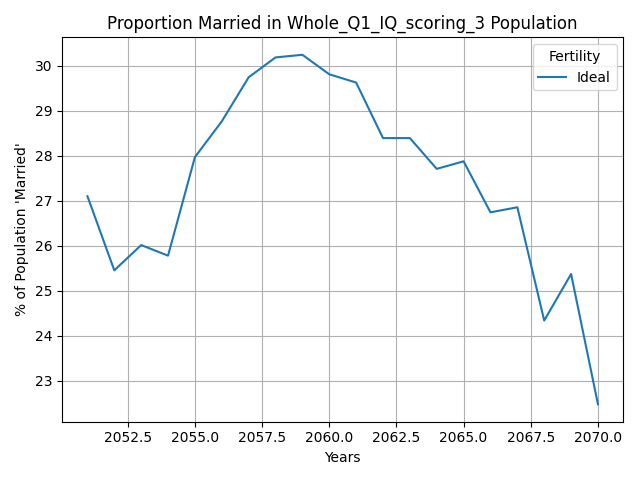 Proportion Married in Whole_Q1_IQ_scoring_3 Population
Fertility
Ideal
% of Population 'Married'
30
29
28
27
26
25
24
23
2052.5 2055.0 2057.5 2060.0 2062.5 2065.0 2067.5 2070.0
Years